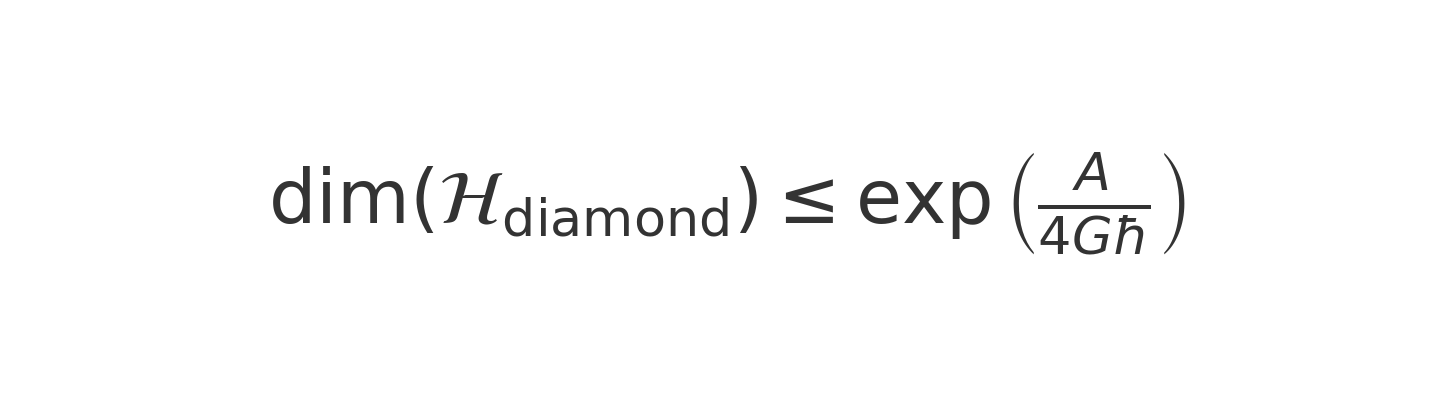 dim(ℋ_diamond) ≤ exp(A/(4Gℏ))